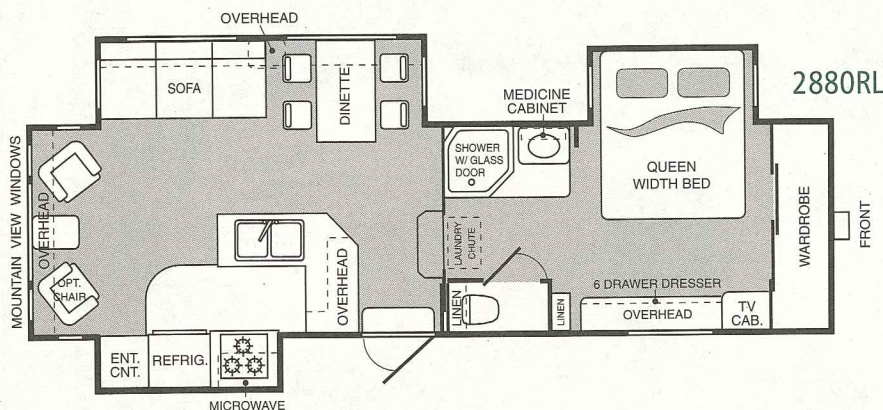 OVERHEAD
2880RL
SOFA
DINETTE
MEDICINE
CABINET
SHOWER
W/ GLASS
DOOR
QUEEN
WIDTH BED
WARDROBE
FRONT
MOUNTAIN VIEW WINDOWS
OVERHEAD
OPT.
CHAIR
LAUNDRY
CHUTE
OVERHEAD
LINEN
LINEN
6 DRAWER DRESSER
OVERHEAD
TV
CAB.
ENT.
CNT.
REFRIG.
MICROWAVE